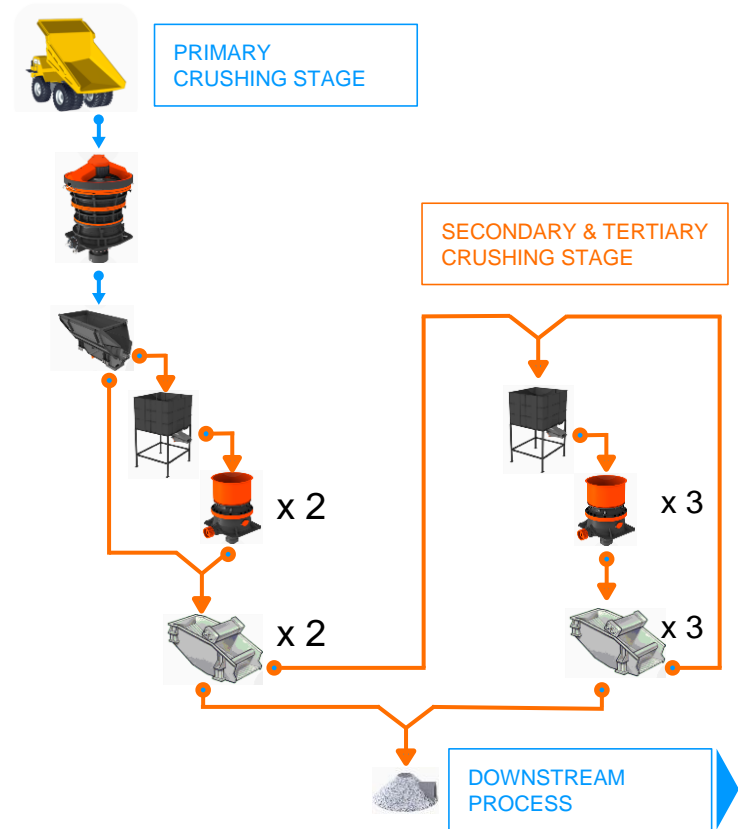 PRIMARY
CRUSHING STAGE
SECONDARY & TERTIARY
CRUSHING STAGE
x 2
x 3
x 2
x 3
DOWNSTREAM
PROCESS